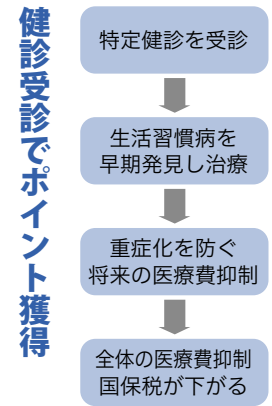 健診受診でポイント獲得
特定健診を受診
生活習慣病を
早期発見し治療
重症化を防ぐ
将来の医療費抑制
全体の医療費抑制
国保税が下がる